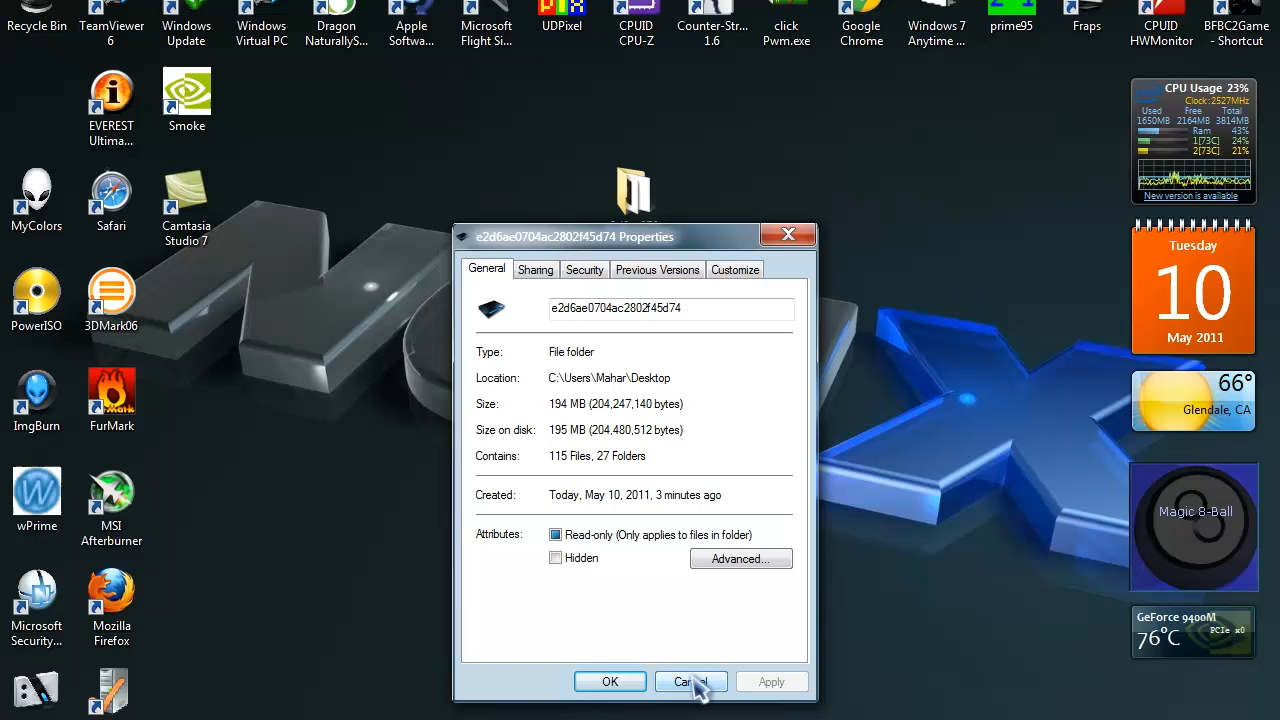 Recycle Bin
TeamViewer
6
Windows
Update
Windows
Virtual PC
Dragon
NaturallyS...
Apple
Softwa...
Microsoft
Flight Si...
UDPixel
CPUID
CPU-Z
Counter-Str...
1.6
click
Pwm.exe
Google
Chrome
Windows 7
Anytime ...
prime95
Fraps
CPUID
HWMonitor
BFBC2Game
- Shortcut
EVEREST
Ultima...
Smoke
MyColors
Safari
Camtasia
Studio 7
PowerISO
3DMark06
ImgBurn
FurMark
wPrime
MSI
Afterburner
Microsoft
Security...
Mozilla
Firefox
e2d6ae0704ac2802f45d74 Properties
General
Sharing
Security
Previous Versions
Customize
e2d6ae0704ac2802f45d74
Type: File folder
Location: C:\Users\Mahar\Desktop
Size: 194 MB (204,247,140 bytes)
Size on disk: 195 MB (204,480,512 bytes)
Contains: 115 Files, 27 Folders
Created: Today, May 10, 2011, 3 minutes ago
Attributes: Read-only (Only applies to files in folder)
Hidden
Advanced...
OK
Apply
CPU Usage 23%
Clock: 2527MHz
Used Free Total
1650MB 2164MB 3814MB
Ram 43%
1[73C] 24%
2[73C] 21%
New version is available
Tuesday
10
May 2011
66°
Glendale, CA
Magic 8-Ball
GeForce 9400M
76°C
PCIe x0